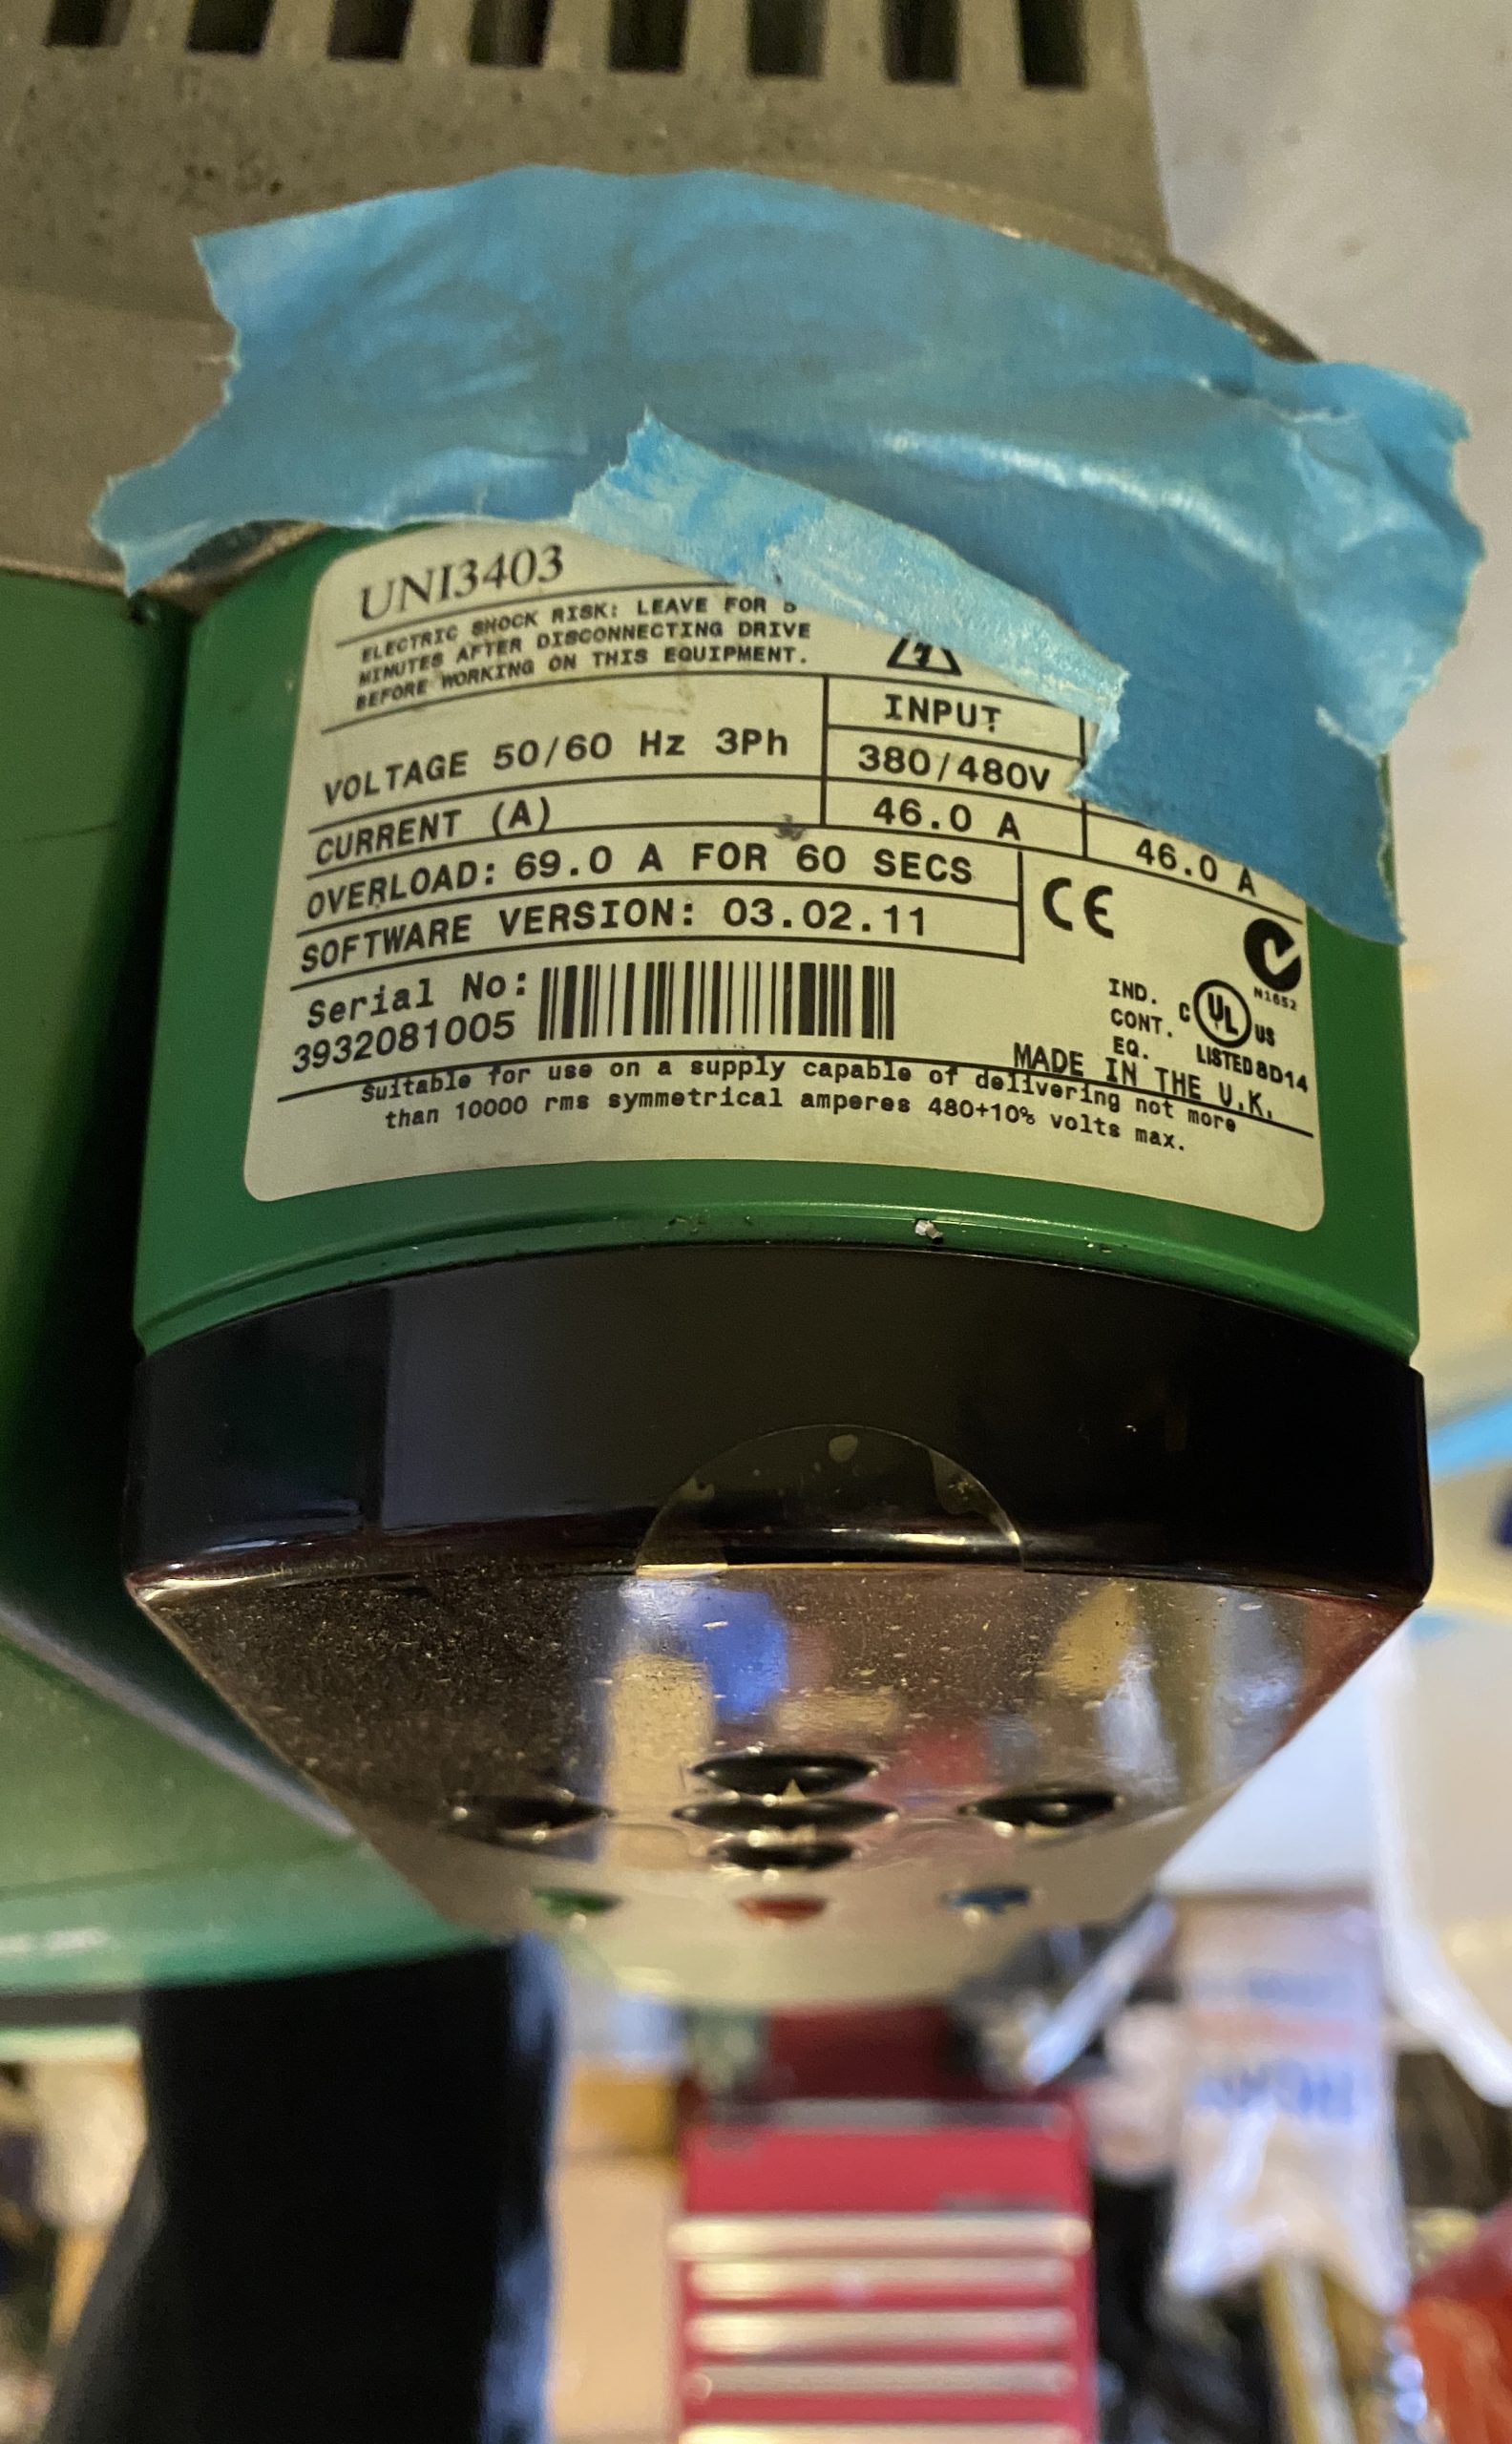 UNI3403
ELECTRIC SHOCK RISK: LEAVE FOR
MINUTES AFTER DISCONNECTING DRIVE
BEFORE WORKING ON THIS EQUIPMENT.
INPUT
VOLTAGE 50/60 Hz 3Ph 380/480V
CURRENT (A) 46.0 A 46.0 A
OVERLOAD: 69.0 A FOR 60 SECS
SOFTWARE VERSION: 03.02.11
CE
N1652
Serial No:
3932081005
IND.
CONT.
EQ.
C UL US
LISTED 8D14
MADE IN THE U.K.
Suitable for use on a supply capable of delivering not more
than 10000 rms symmetrical amperes 480+10% volts max.